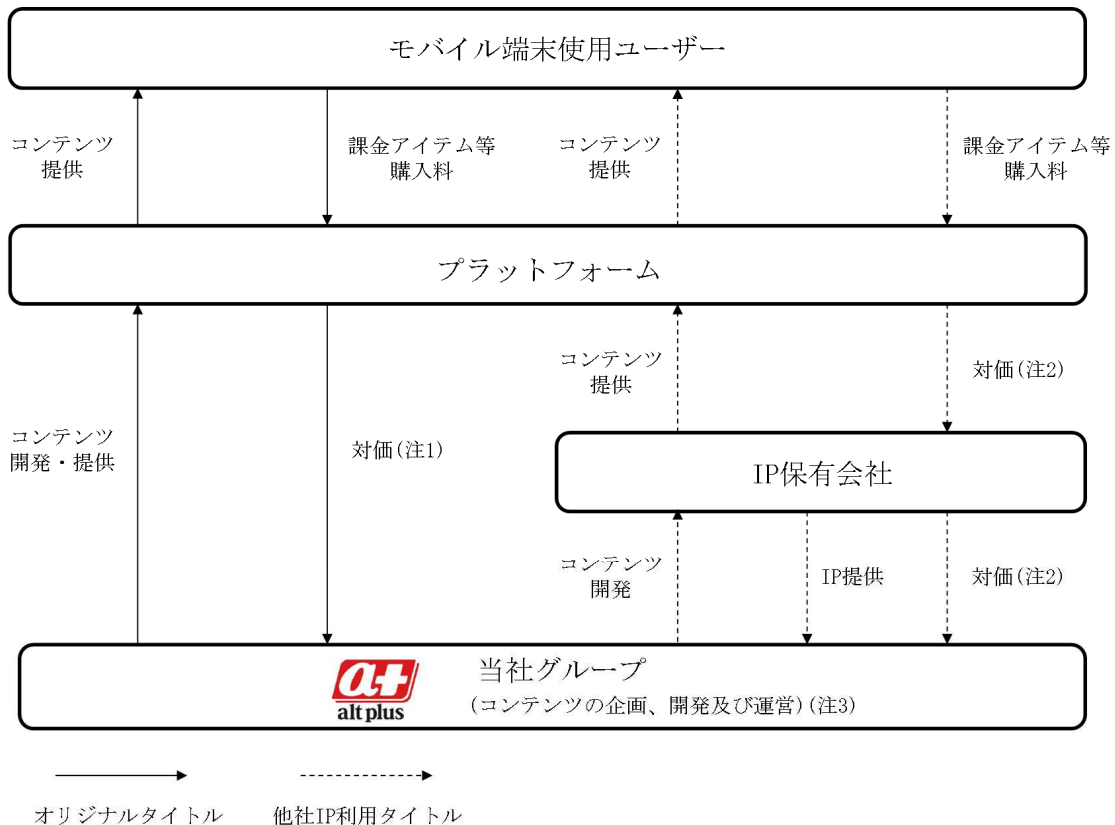 モバイル端末使用ユーザー
コンテンツ
提供
課金アイテム等
購入料
コンテンツ
提供
課金アイテム等
購入料
プラットフォーム
コンテンツ
提供
対価(注2)
コンテンツ
開発・提供
対価(注1)
IP保有会社
コンテンツ
開発
IP提供
対価(注2)
a+
altplus
当社グループ
(コンテンツの企画、開発及び運営)(注3)
オリジナルタイトル
他社IP利用タイトル